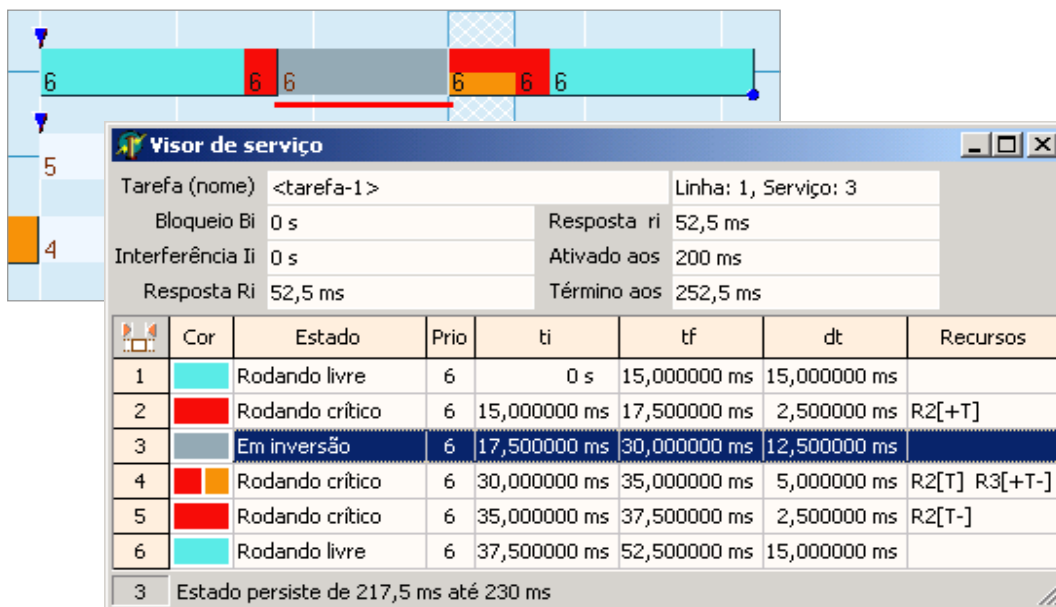 6 6 6 6 6 6
5
4
Visor de serviço
Tarefa (nome) <tarefa-1> Linha: 1, Serviço: 3
Bloqueio Bi 0 s Resposta ri 52,5 ms
Interferência Ii 0 s Ativado aos 200 ms
Resposta Ri 52,5 ms Término aos 252,5 ms
Cor Estado Prio ti tf dt Recursos
1 Rodando livre 6 0 s 15,000000 ms 15,000000 ms
2 Rodando crítico 6 15,000000 ms 17,500000 ms 2,500000 ms R2[+T]
3 Em inversão 6 17,500000 ms 30,000000 ms 12,500000 ms
4 Rodando crítico 6 30,000000 ms 35,000000 ms 5,000000 ms R2[T] R3[+T-]
5 Rodando crítico 6 35,000000 ms 37,500000 ms 2,500000 ms R2[T-]
6 Rodando livre 6 37,500000 ms 52,500000 ms 15,000000 ms
3 Estado persiste de 217,5 ms até 230 ms